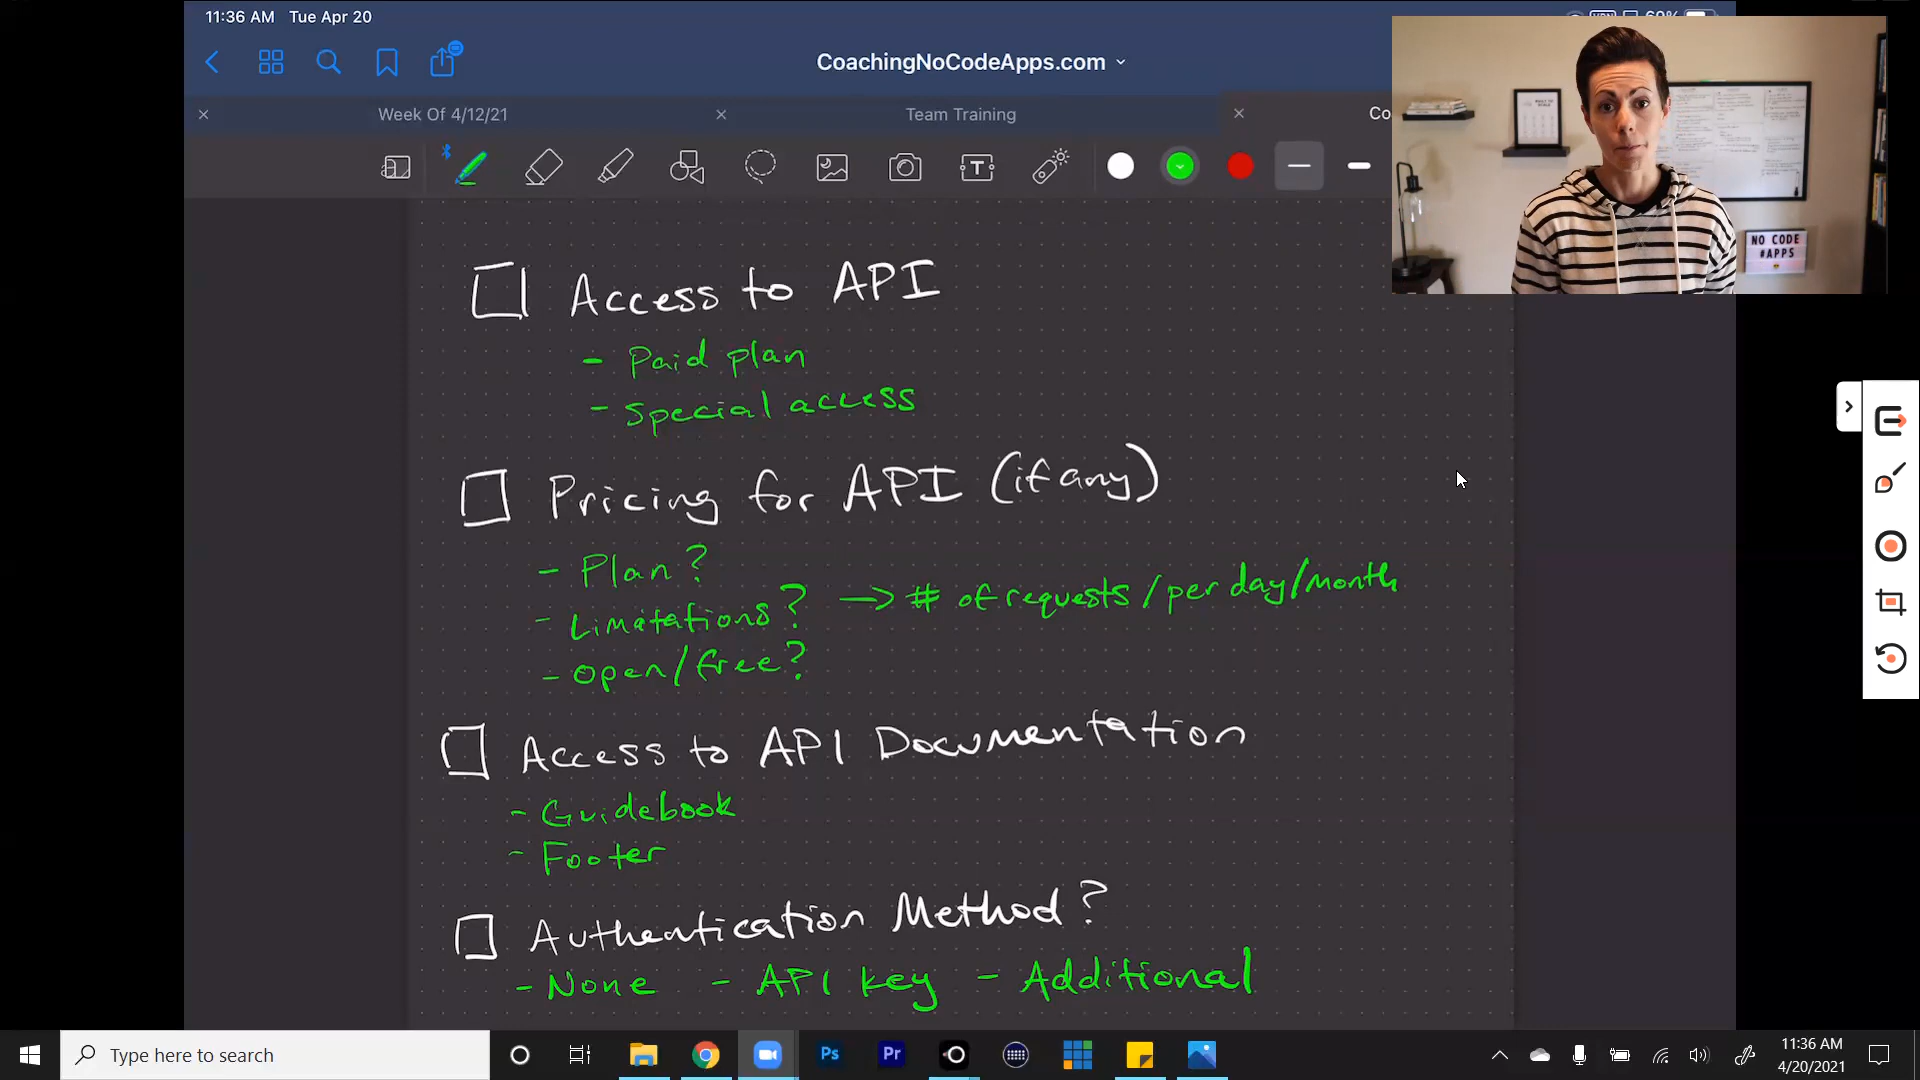 11:36 AM Tue Apr 20
CoachingNoCodeApps.com
Week Of 4/12/21
Team Training
Co
T
NO CODE
#APPS
Access to API
- Paid plan
- Special access
Pricing for API (if any)
- Plan?
- Limatations? → # of requests/per day/month
- Open/free?
Access to API Documentation
- Guidebook
- Footer
Authentication Method?
- None - API key - Additional
Type here to search
Ps
Pr
11:36 AM
4/20/2021